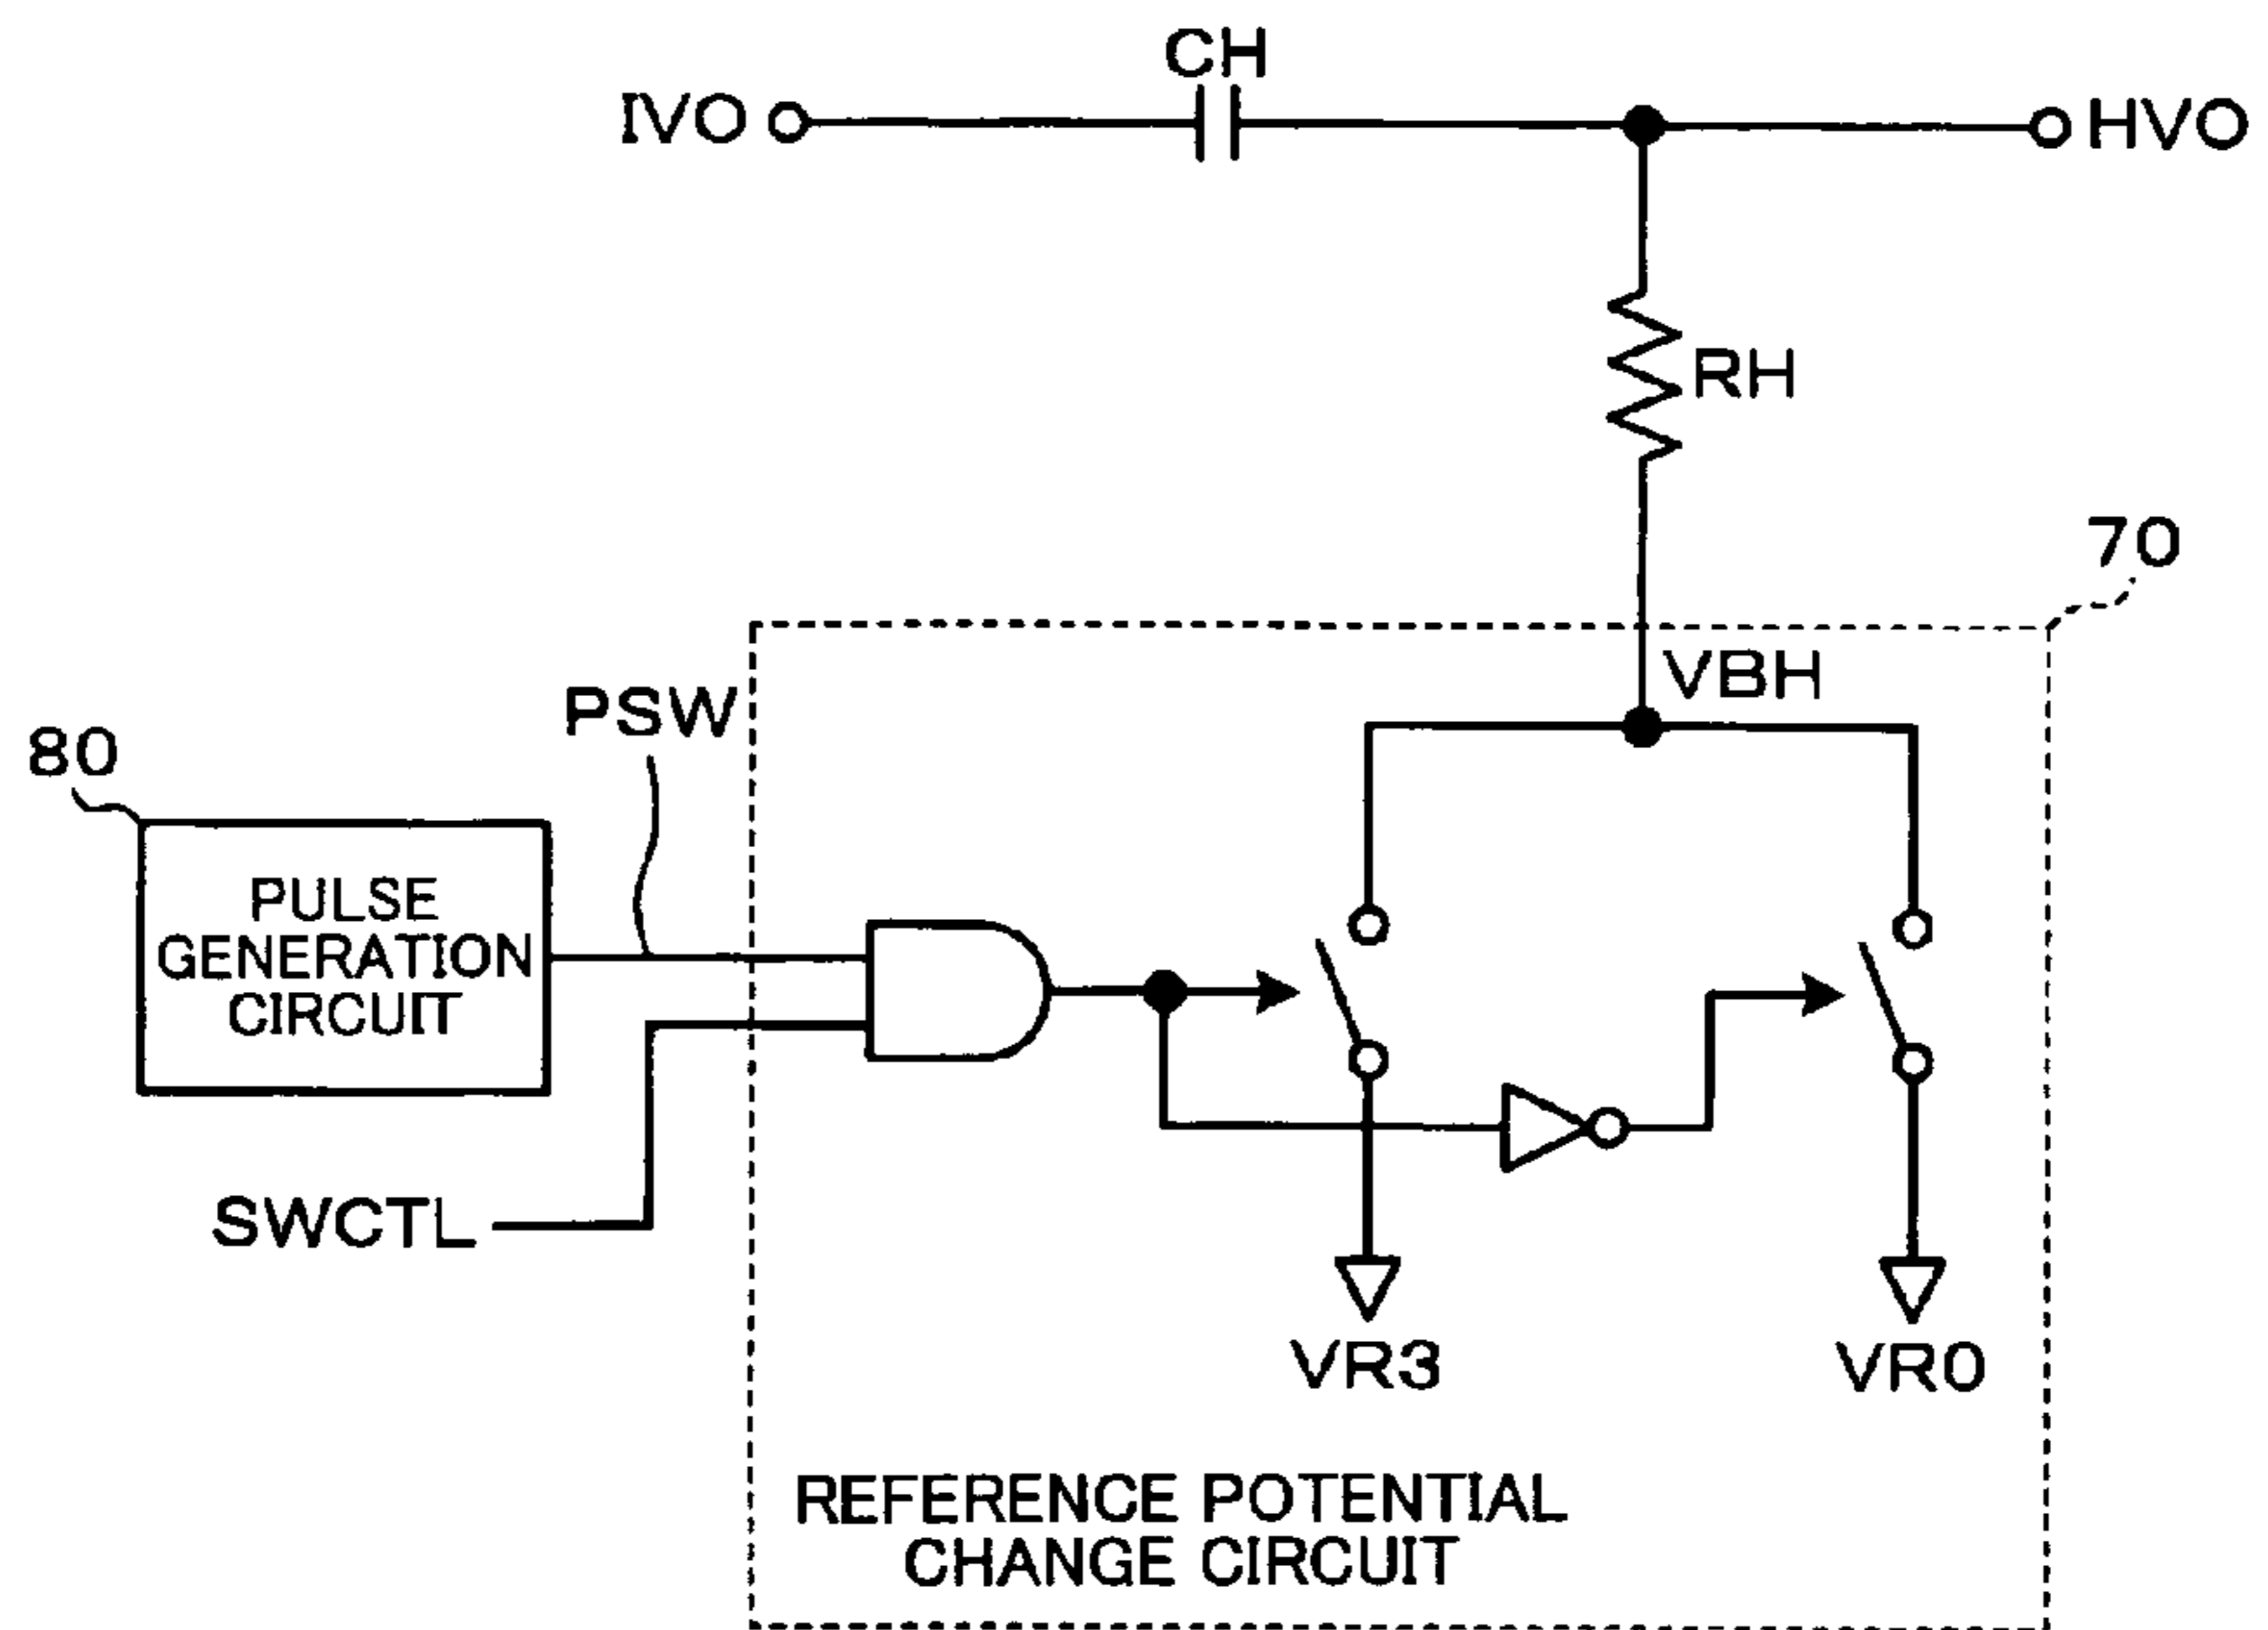 CH
IVO
HVO
RH
70
VBH
PSW
80
PULSE
GENERATION
CIRCUIT
SWCTL
VR3
VR0
REFERENCE POTENTIAL
CHANGE CIRCUIT